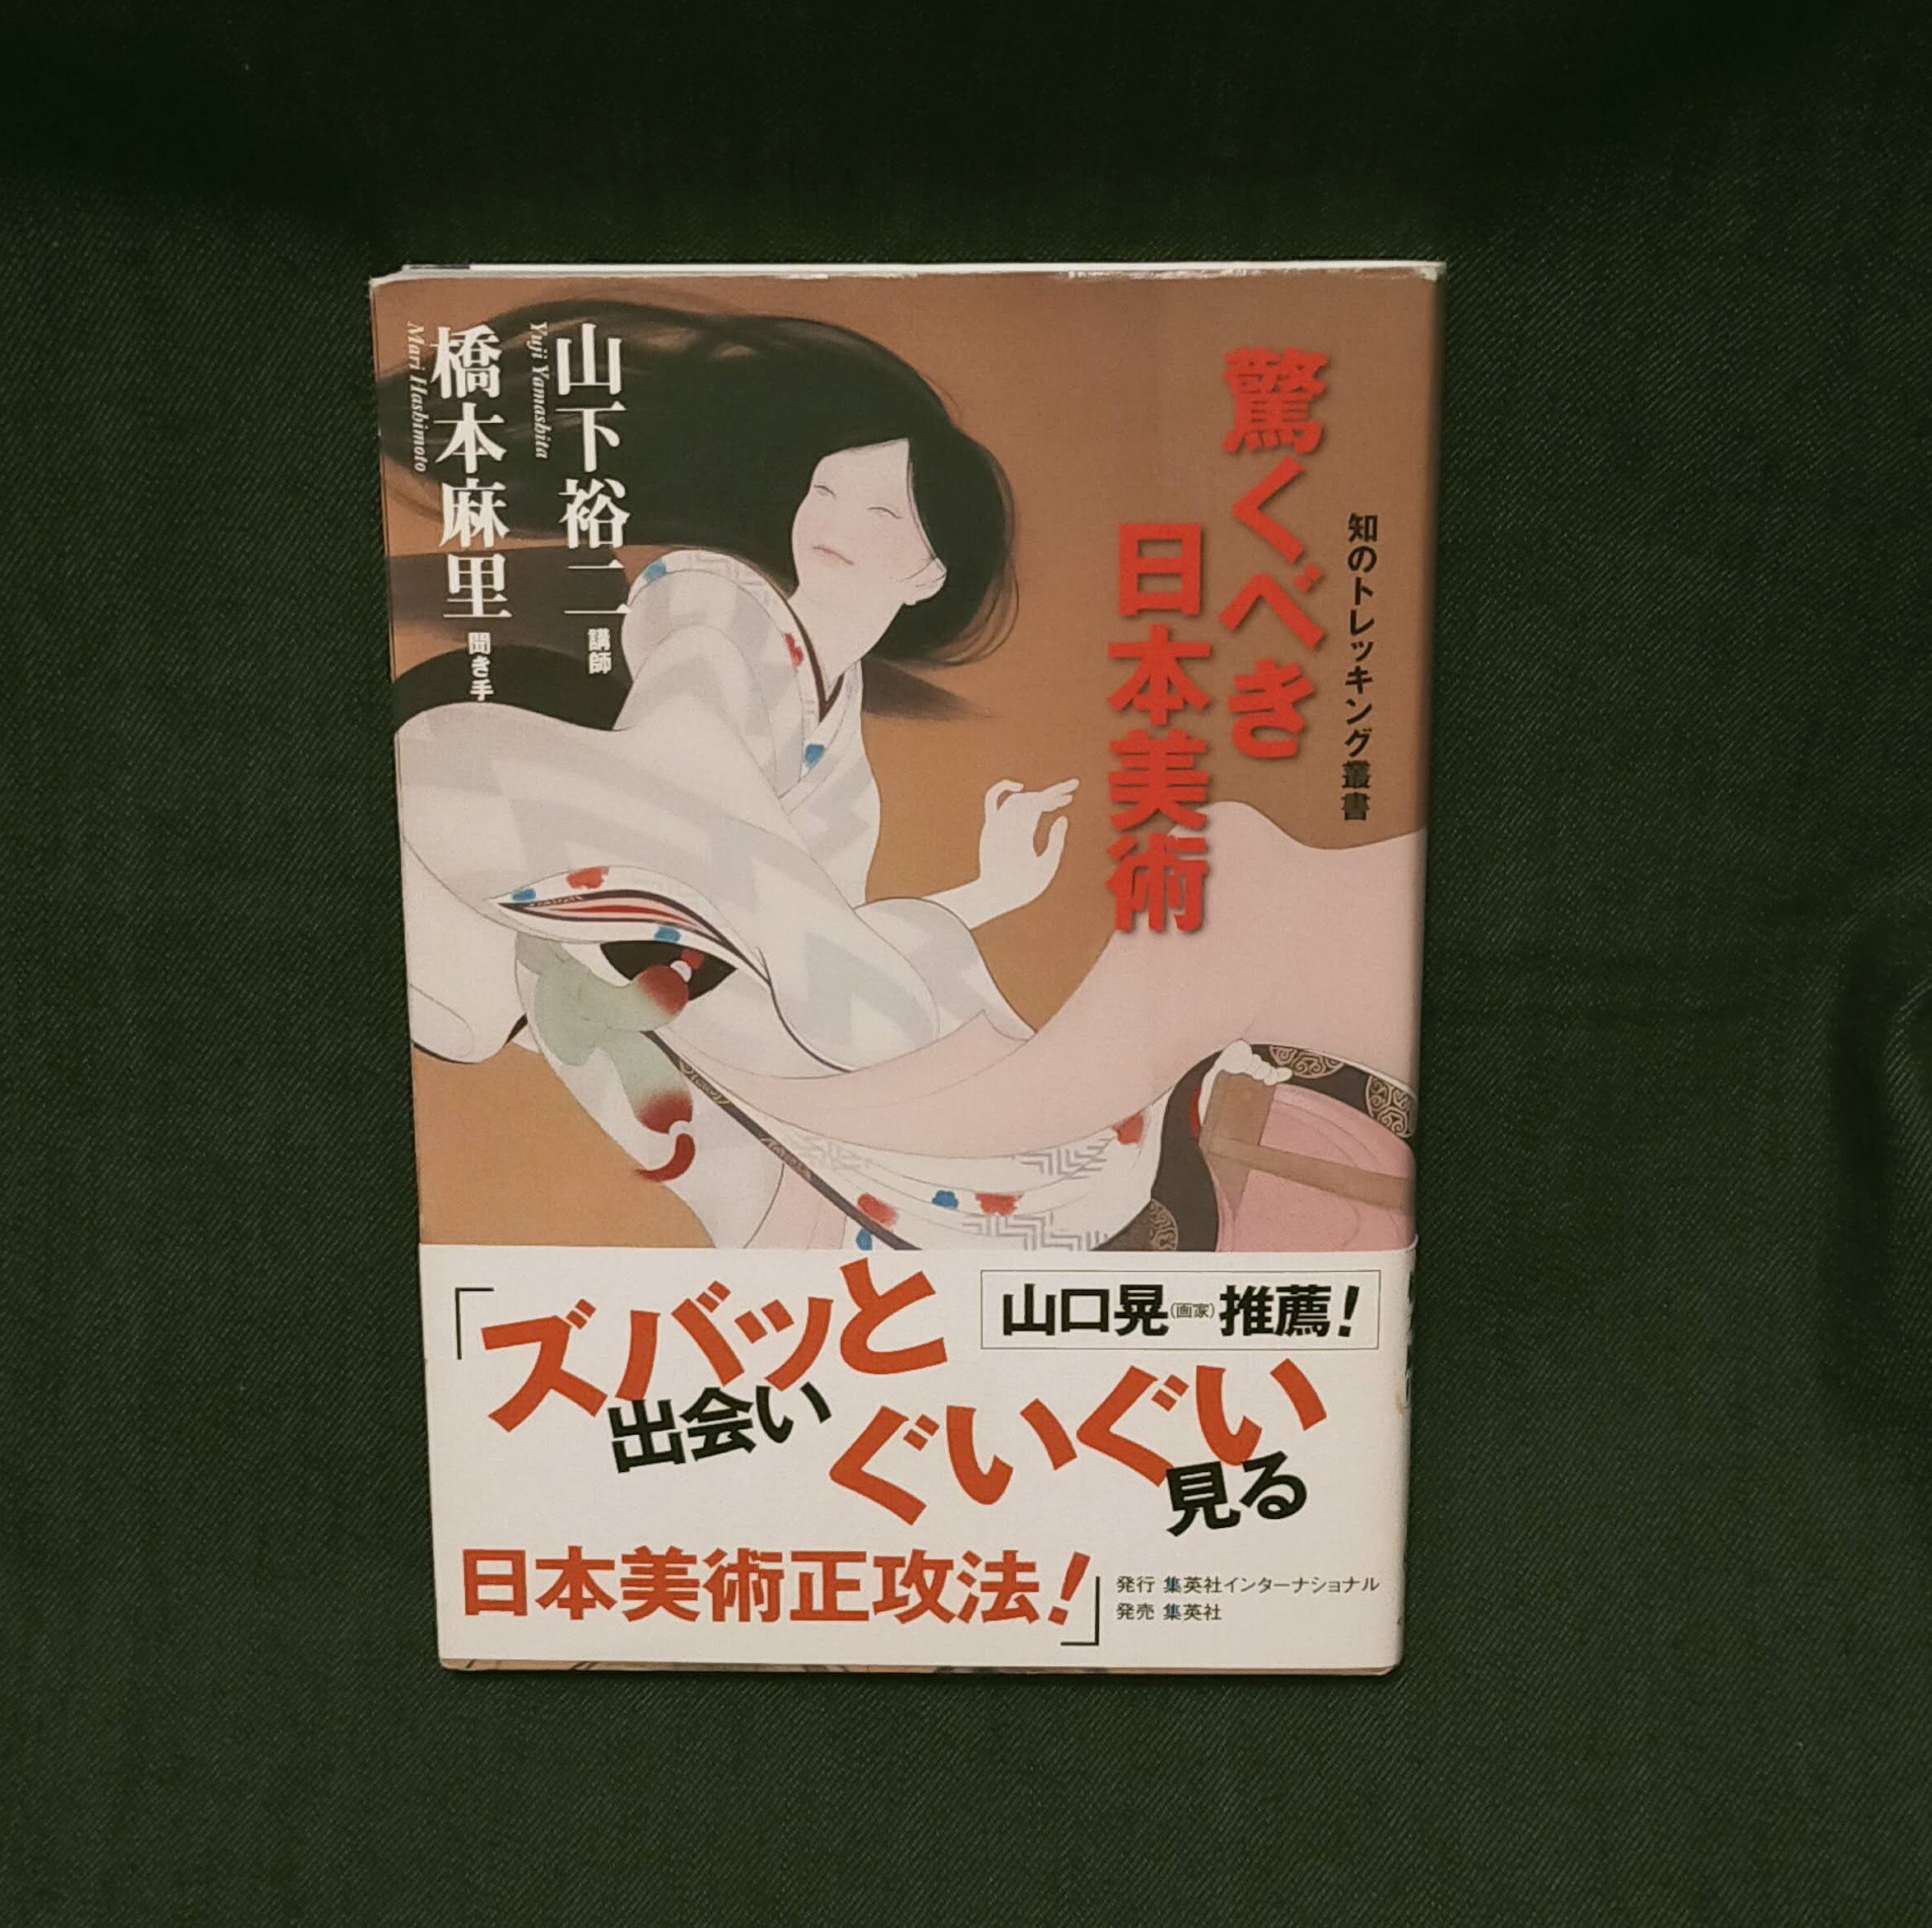 知のトレッキング叢書
驚くべき
日本美術
山下裕二 講師
Yuji Yamashita
橋本麻里 聞き手
Mari Hashimoto
山口晃(画家)推薦!
「ズバッと
出会い
ぐいぐい
見る
日本美術正攻法!」
発行 集英社インターナショナル
発売 集英社